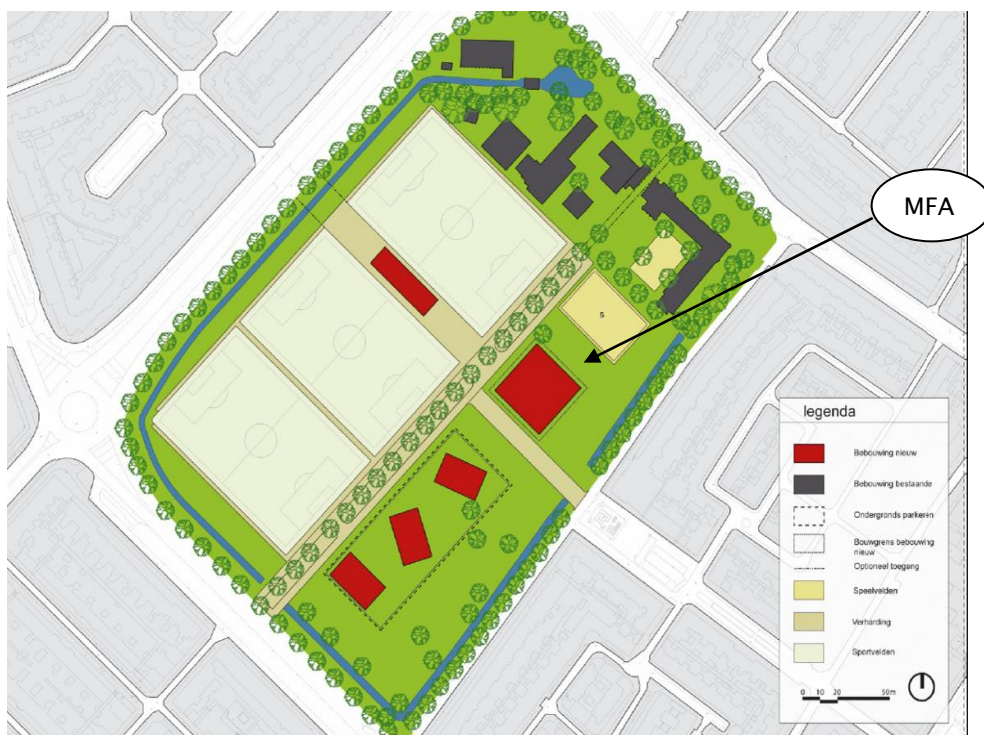 MFA
s
legenda
Bebouwing nieuw
Bebouwing bestaande
Ondergronds parkeren
Bouwgrens bebouwing
nieuw
Optioneel toegang
Speelvelden
Verharding
Sportvelden
0 10 20 50m